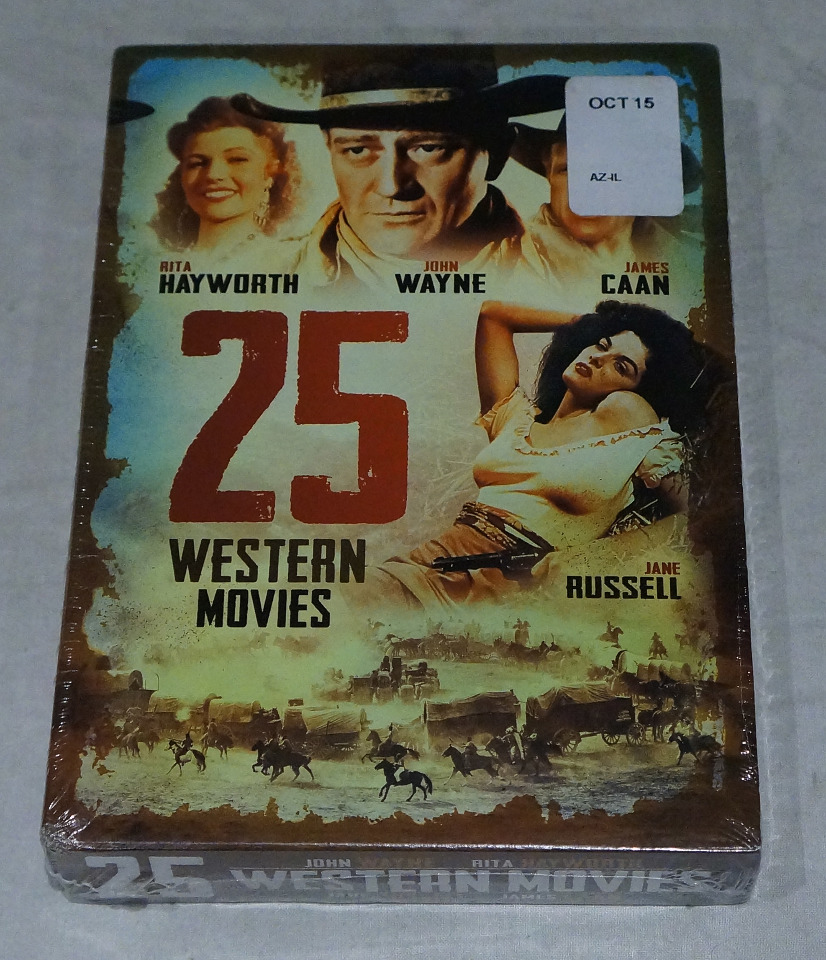 OCT 15
AZ-IL
RITA
HAYWORTH
JOHN
WAYNE
JAMES
CAAN
25
WESTERN
MOVIES
JANE
RUSSELL
JOHN WAYNE RITA HAYWORTH
25 WESTERN MOVIES
JAMES